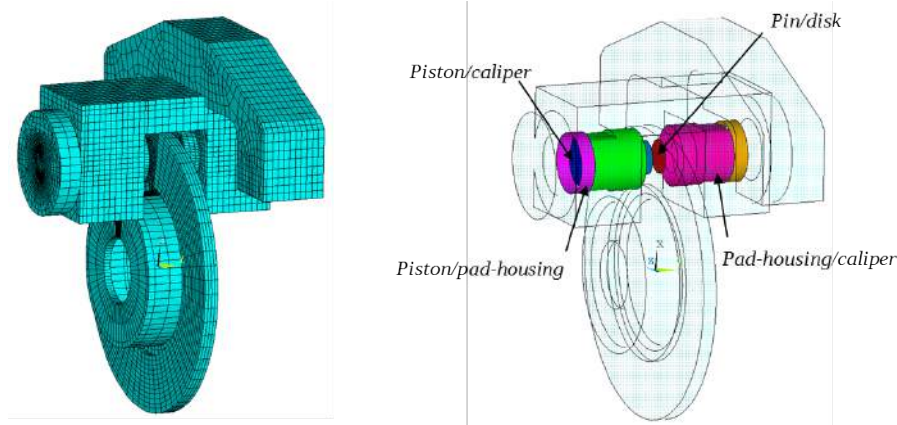 Pin/disk
Piston/caliper
Piston/pad-housing
Pad-housing/caliper
X
Z